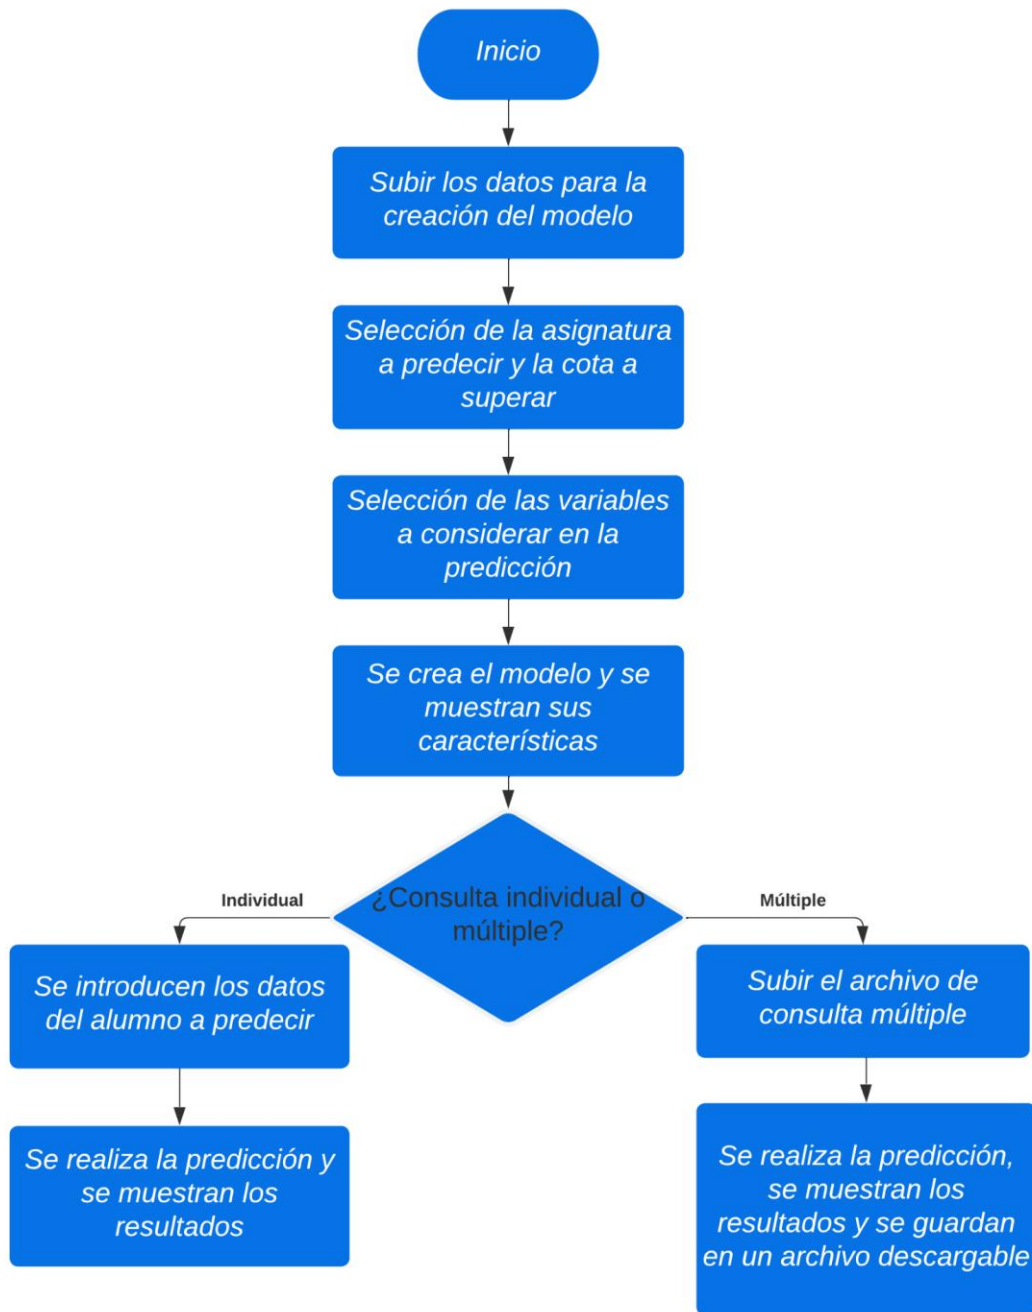 Inicio
Subir los datos para la
creación del modelo
Selección de la asignatura
a predecir y la cota a
superar
Selección de las variables
a considerar en la
predicción
Se crea el modelo y se
muestran sus
características
¿Consulta individual o
múltiple?
Individual
Múltiple
Se introducen los datos
del alumno a predecir
Subir el archivo de
consulta múltiple
Se realiza la predicción y
se muestran los
resultados
Se realiza la predicción,
se muestran los
resultados y se guardan
en un archivo descargable